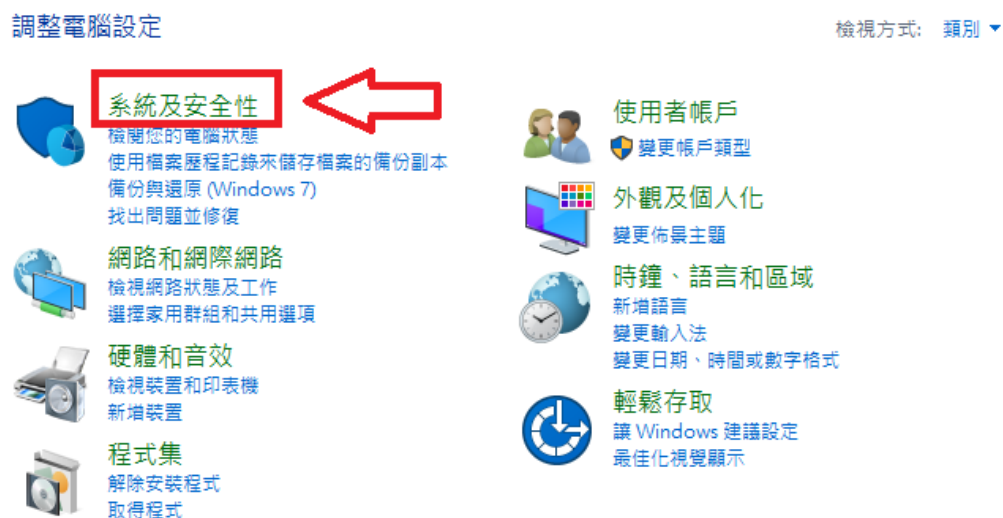 調整電腦設定
檢視方式: 類別
系統及安全性
檢閱您的電腦狀態
使用檔案歷程記錄來儲存檔案的備份副本
備份與還原 (Windows 7)
找出問題並修復
網路和網際網路
檢視網路狀態及工作
選擇家用群組和共用選項
硬體和音效
檢視裝置和印表機
新增裝置
程式集
解除安裝程式
取得程式
使用者帳戶
變更帳戶類型
外觀及個人化
變更佈景主題
時鐘、語言和區域
新增語言
變更輸入法
變更日期、時間或數字格式
輕鬆存取
讓 Windows 建議設定
最佳化視覺顯示